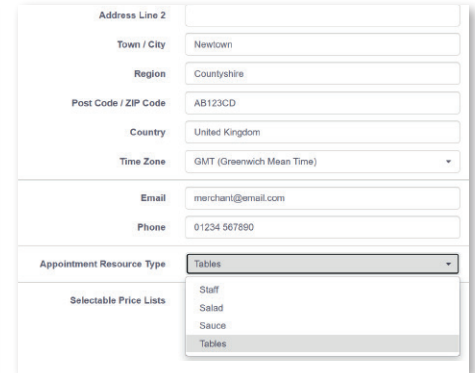 Address Line 2
Town / City Newtown
Region Countyshire
Post Code / ZIP Code AB123CD
Country United Kingdom
Time Zone GMT (Greenwich Mean Time)
Email merchant@email.com
Phone 01234 567890
Appointment Resource Type Tables
Selectable Price Lists
Staff
Salad
Sauce
Tables